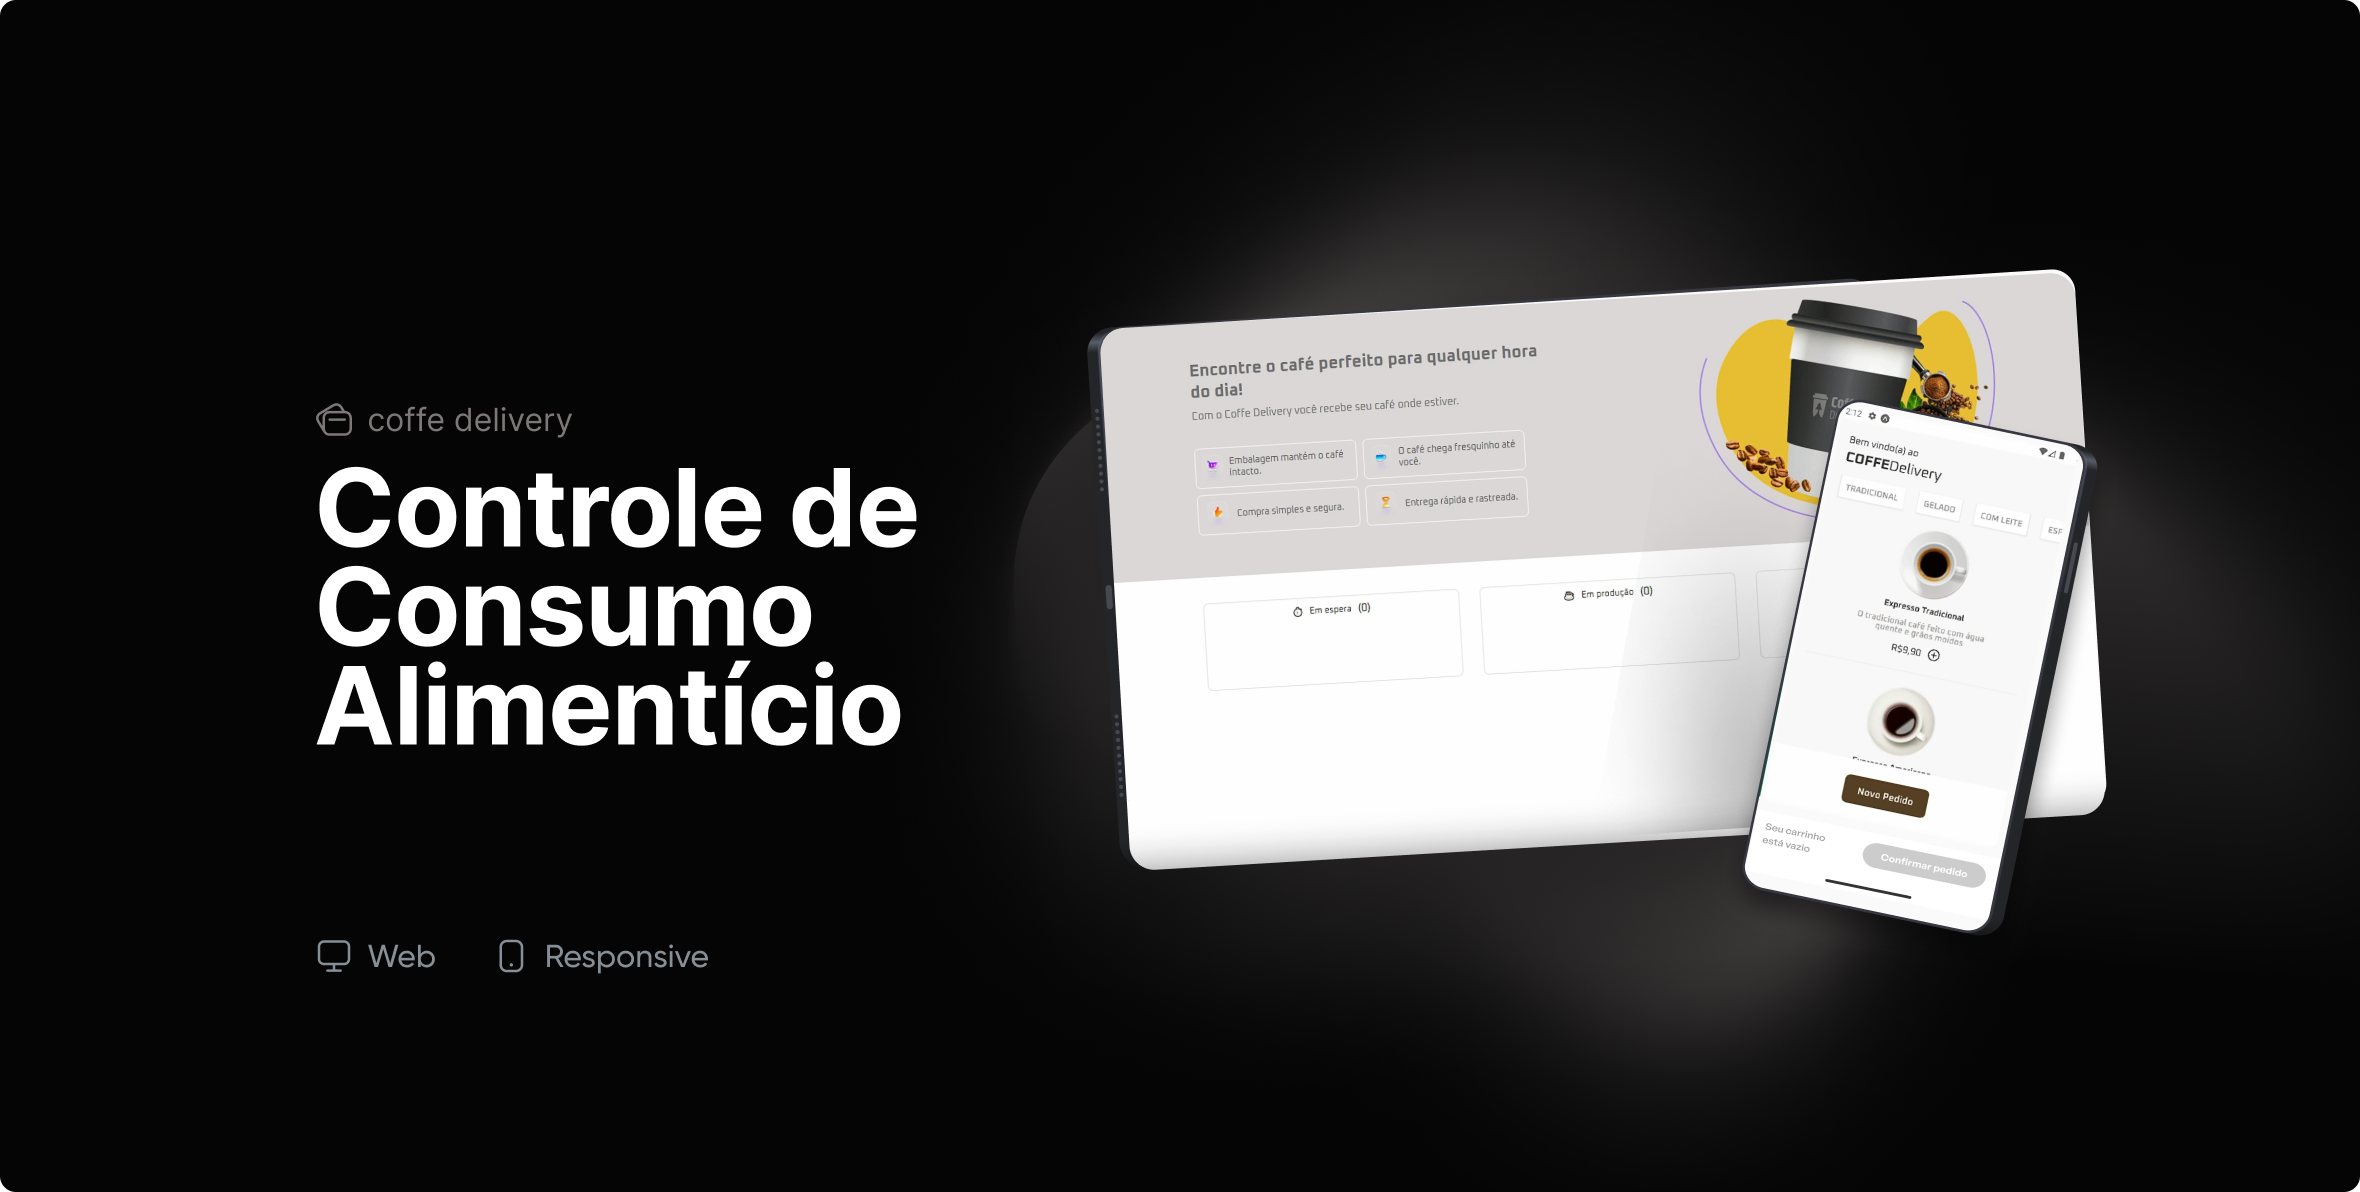 coffe delivery
Controle de
Consumo
Alimentício
Web
Responsive
Encontre o café perfeito para qualquer hora
do dia!
Com o Coffe Delivery você recebe seu café onde estiver.
Embalagem mantém o café
intacto.
O café chega fresquinho até
você.
Compra simples e segura.
Entrega rápida e rastreada.
Em espera (0)
Em produção (0)
2:12
Bem vindo(a) ao
COFFEDelivery
TRADICIONAL
GELADO
COM LEITE
ESP
Expresso Tradicional
O tradicional café feito com água
quente e grãos moídos
R$9,90
Novo Pedido
Seu carrinho
está vazio
Confirmar pedido